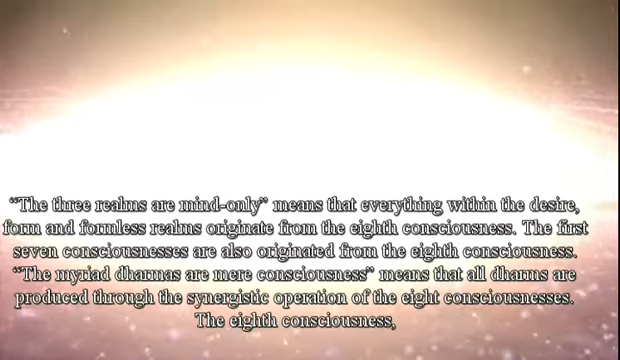 “The three realms are mind-only” means that everything within the desire,
form and formless realms originate from the eighth consciousness. The first
seven consciousnesses are also originated from the eighth consciousness.
“The myriad dharmas are mere consciousness” means that all dharms are
produced through the synergistic operation of the eight consciousnesses.
The eighth consciousness,